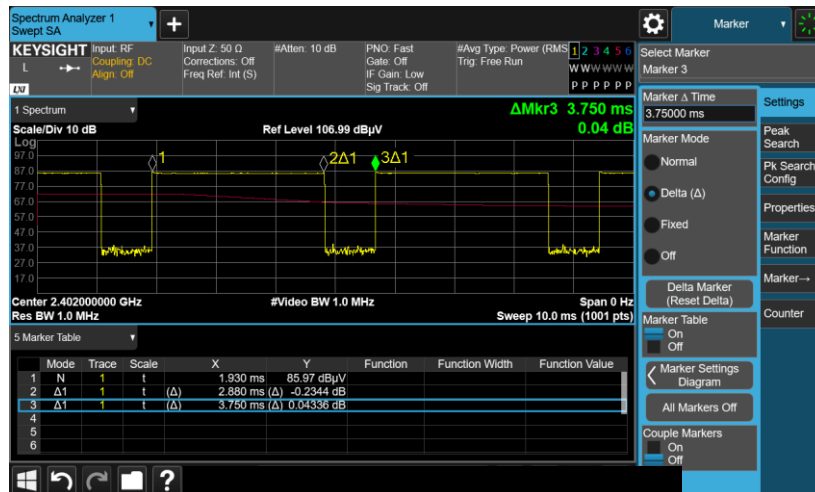 Spectrum Analyzer 1
Swept SA
+
Marker
KEYSIGHT
L
LXI
Input: RF
Coupling: DC
Align: Off
Input Z: 50 Ω
Corrections: Off
Freq Ref: Int (S)
#Atten: 10 dB
PNO: Fast
Gate: Off
IF Gain: Low
Sig Track: Off
#Avg Type: Power (RMS
Trig: Free Run
1 2 3 4 5 6
W W W W W W
P P P P P P
Select Marker
Marker 3
1 Spectrum
ΔMkr3 3.750 ms
0.04 dB
Scale/Div 10 dB
Ref Level 106.99 dBµV
Log
97.0
87.0
77.0
67.0
57.0
47.0
37.0
27.0
17.0
1
2Δ1
3Δ1
Center 2.402000000 GHz
#Video BW 1.0 MHz
Span 0 Hz
Res BW 1.0 MHz
Sweep 10.0 ms (1001 pts)
5 Marker Table
Mode Trace Scale X Y Function Function Width Function Value
1 N 1 t 1.930 ms 85.97 dBµV
2 Δ1 1 t (Δ) 2.880 ms (Δ) -0.2344 dB
3 Δ1 1 t (Δ) 3.750 ms (Δ) 0.04336 dB
4
5
6
Marker Δ Time
3.75000 ms
Marker Mode
Normal
Delta (Δ)
Fixed
Off
Delta Marker
(Reset Delta)
Marker Table
On
Off
Marker Settings
Diagram
All Markers Off
Couple Markers
On
Off
Settings
Peak
Search
Pk Search
Config
Properties
Marker
Function
Marker→
Counter
?